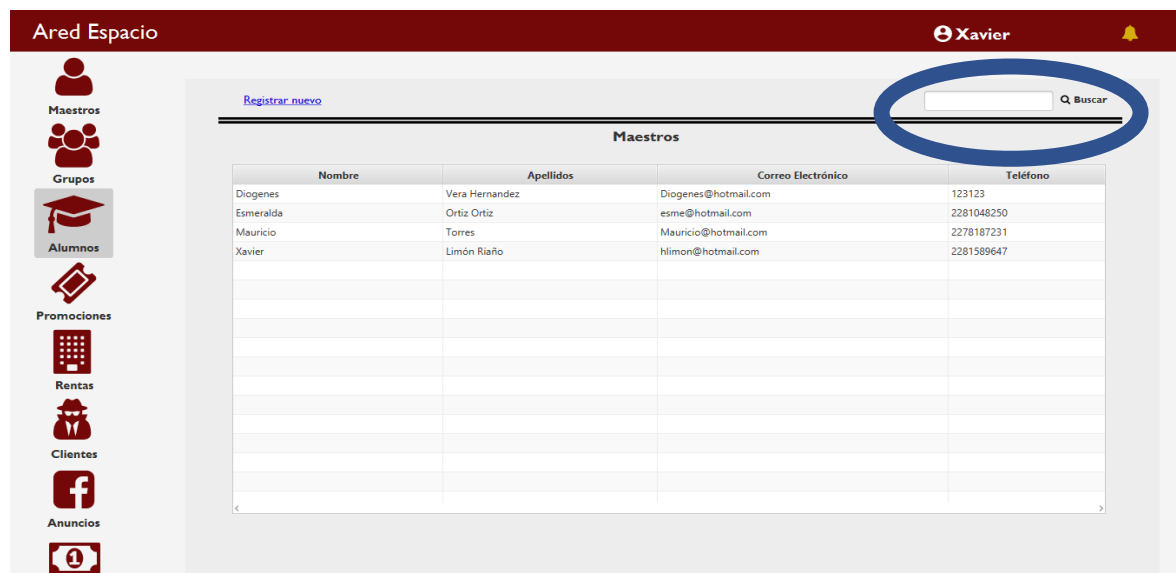 Ared Espacio
Xavier
Maestros
Grupos
Alumnos
Promociones
Rentas
Clientes
Anuncios
1
Registrar nuevo
Buscar
Maestros
Nombre Apellidos Correo Electrónico Teléfono
Diogenes Vera Hernandez Diogenes@hotmail.com 123123
Esmeralda Ortiz Ortiz esme@hotmail.com 2281048250
Mauricio Torres Mauricio@hotmail.com 2278187231
Xavier Limón Riaño hlimon@hotmail.com 2281589647